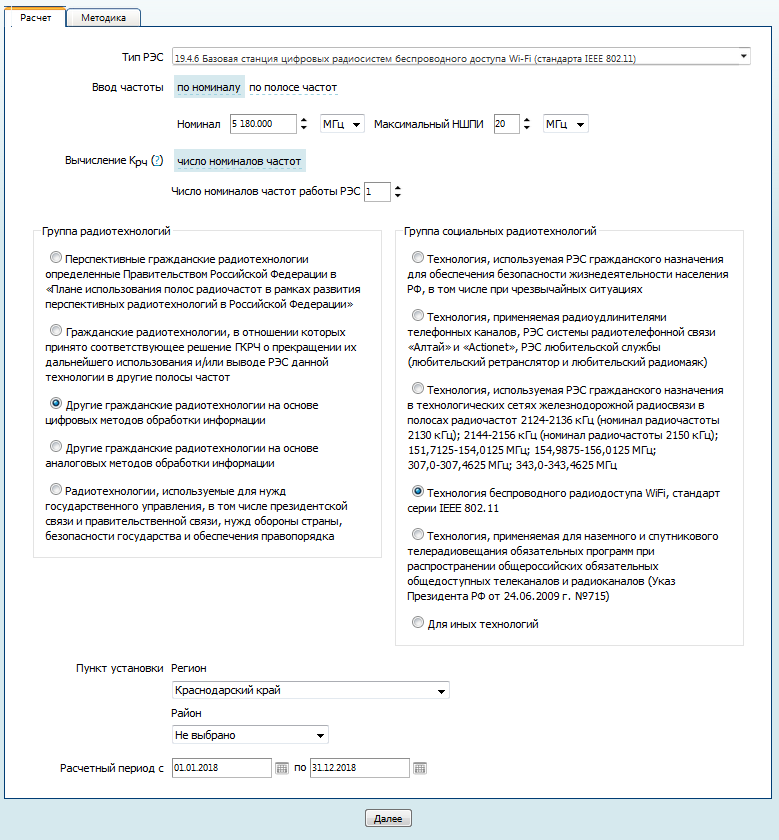 Расчет Методика
Тип РЭС 19.4.6 Базовая станция цифровых радиосистем беспроводного доступа Wi-Fi (стандарта IEEE 802.11)
Ввод частоты по номиналу по полосе частот
Номинал 5 180.000 МГц Максимальный НШПИ 20 МГц
Вычисление Kрч (?) число номиналов частот
Число номиналов частот работы РЭС 1
Группа радиотехнологий
Перспективные гражданские радиотехнологии
определенные Правительством Российской Федерации в
«Плане использования полос радиочастот в рамках развития
перспективных радиотехнологий в Российской Федерации»
Гражданские радиотехнологии, в отношении которых
принято соответствующее решение ГКРЧ о прекращении их
дальнейшего использования и/или выводе РЭС данной
технологии в другие полосы частот
Другие гражданские радиотехнологии на основе
цифровых методов обработки информации
Другие гражданские радиотехнологии на основе
аналоговых методов обработки информации
Радиотехнологии, используемые для нужд
государственного управления, в том числе президентской
связи и правительственной связи, нужд обороны страны,
безопасности государства и обеспечения правопорядка
Группа социальных радиотехнологий
Технология, используемая РЭС гражданского назначения
для обеспечения безопасности жизнедеятельности населения
РФ, в том числе при чрезвычайных ситуациях
Технология, применяемая радиоудлинителями
телефонных каналов, РЭС системы радиотелефонной связи
«Алтай» и «Actionet», РЭС любительской службы
(любительский ретранслятор и любительский радиомаяк)
Технология, используемая РЭС гражданского назначения
в технологических сетях железнодорожной радиосвязи в
полосах радиочастот 2124-2136 кГц (номинал радиочастоты
2130 кГц); 2144-2156 кГц (номинал радиочастоты 2150 кГц);
151,7125-154,0125 МГц; 154,9875-156,0125 МГц;
307,0-307,4625 МГц; 343,0-343,4625 МГц
Технология беспроводного радиодоступа WiFi, стандарт
серии IEEE 802.11
Технология, применяемая для наземного и спутникового
телерадиовещания обязательных программ при
распространении общероссийских обязательных
общедоступных телеканалов и радиоканалов (Указ
Президента РФ от 24.06.2009 г. №715)
Для иных технологий
Пункт установки Регион
Краснодарский край
Район
Не выбрано
Расчетный период с 01.01.2018 по 31.12.2018
Далее